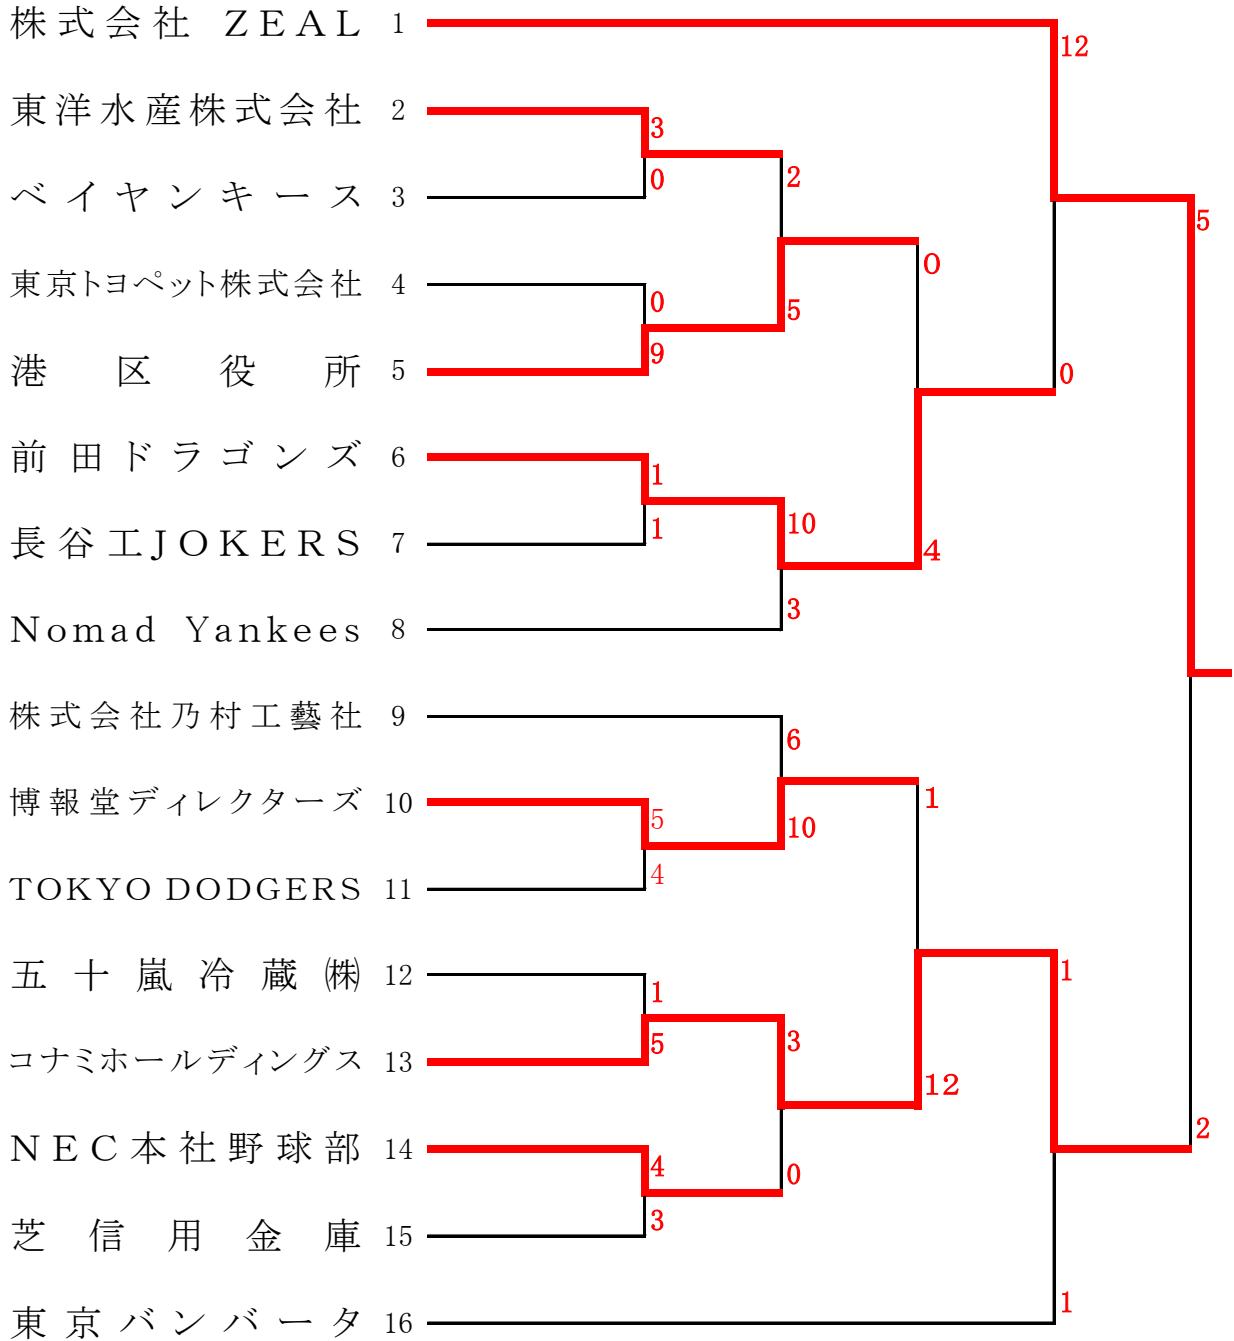 株式会社 ZEAL 1
12
東洋水産株式会社 2
3
2
0
ベイヤンキース 3
5
0
東京トヨペット株式会社 4
0
5
9
港区役所 5
0
前田ドラゴンズ 6
1
10
1
長谷工JOKERS 7
4
3
Nomad Yankees 8
株式会社乃村工藝社 9
6
1
博報堂ディレクターズ 10
5
10
4
TOKYO DODGERS 11
五十嵐冷蔵㈱ 12
1
1
5
3
コナミホールディングス 13
12
2
NEC本社野球部 14
4
0
3
芝信用金庫 15
1
東京バンバータ 16